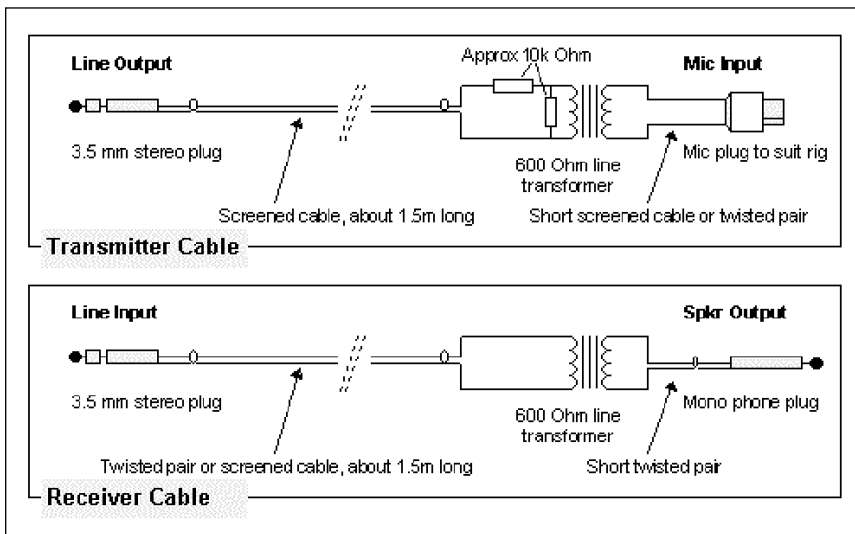 Line Output
Approx 10k Ohm
Mic Input
3.5 mm stereo plug
600 Ohm line
transformer
Mic plug to suit rig
Screened cable, about 1.5m long
Short screened cable or twisted pair
Transmitter Cable
Line Input
Spkr Output
3.5 mm stereo plug
600 Ohm line
transformer
Mono phone plug
Twisted pair or screened cable, about 1.5m long
Short twisted pair
Receiver Cable